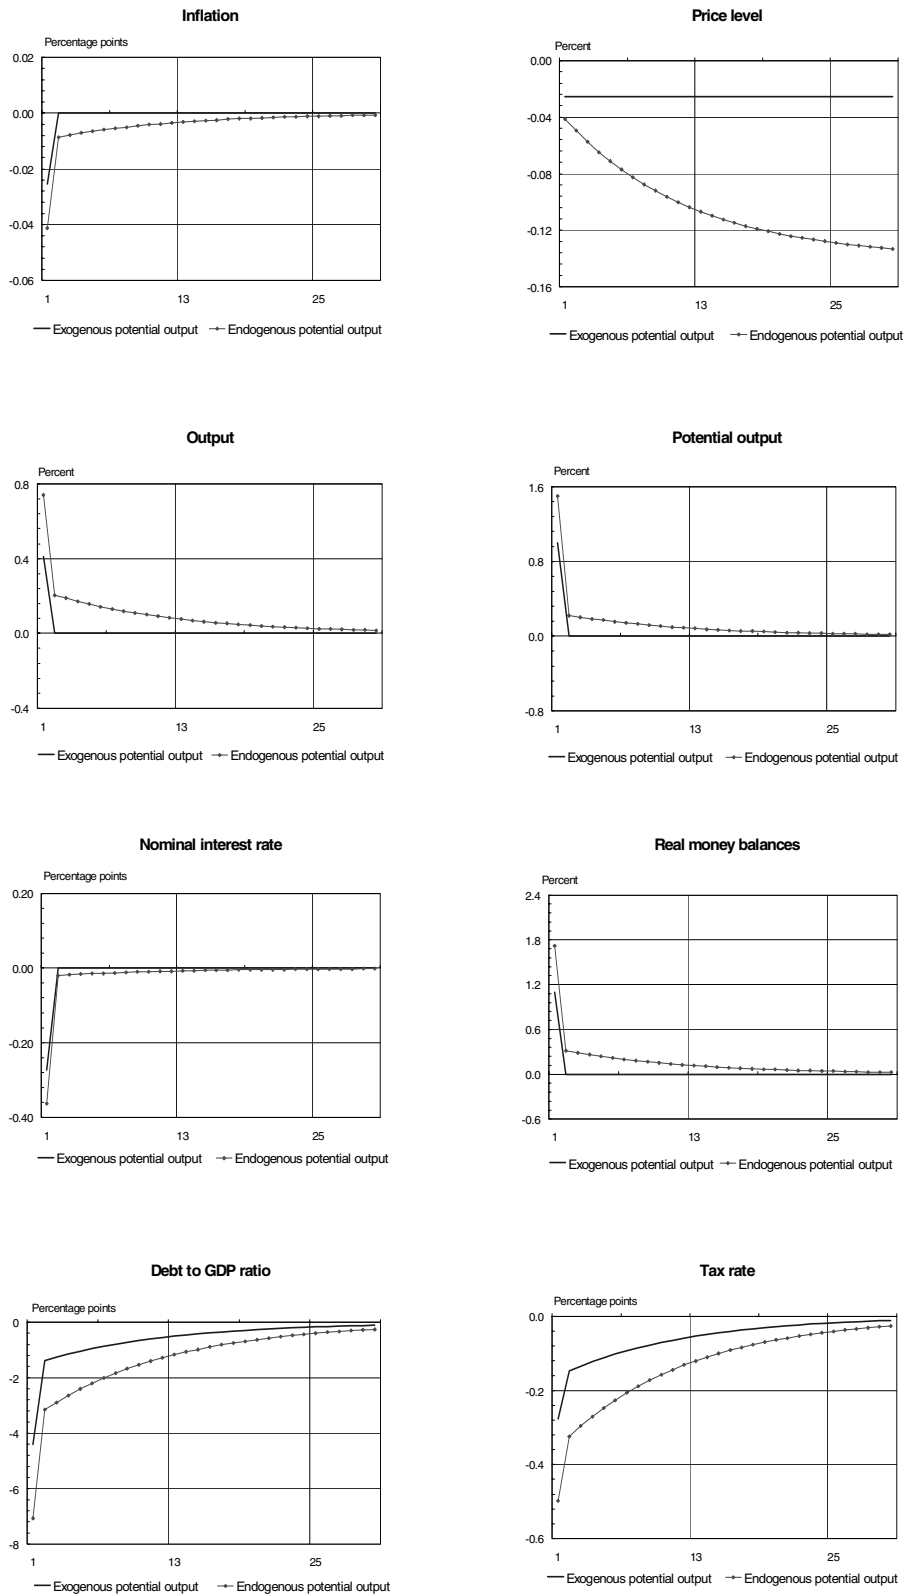 Inflation
Percentage points
0.02
0.00
-0.02
-0.04
-0.06
1 13 25
Exogenous potential output Endogenous potential output
Price level
Percent
0.00
-0.04
-0.08
-0.12
-0.16
1 13 25
Exogenous potential output Endogenous potential output
Output
Percent
0.8
0.4
0.0
-0.4
1 13 25
Exogenous potential output Endogenous potential output
Potential output
Percent
1.6
0.8
0.0
-0.8
1 13 25
Exogenous potential output Endogenous potential output
Nominal interest rate
Percentage points
0.20
0.00
-0.20
-0.40
1 13 25
Exogenous potential output Endogenous potential output
Real money balances
Percent
2.4
1.8
1.2
0.6
0.0
-0.6
1 13 25
Exogenous potential output Endogenous potential output
Debt to GDP ratio
Percentage points
0
-2
-4
-6
-8
1 13 25
Exogenous potential output Endogenous potential output
Tax rate
Percentage points
0.0
-0.2
-0.4
-0.6
1 13 25
Exogenous potential output Endogenous potential output